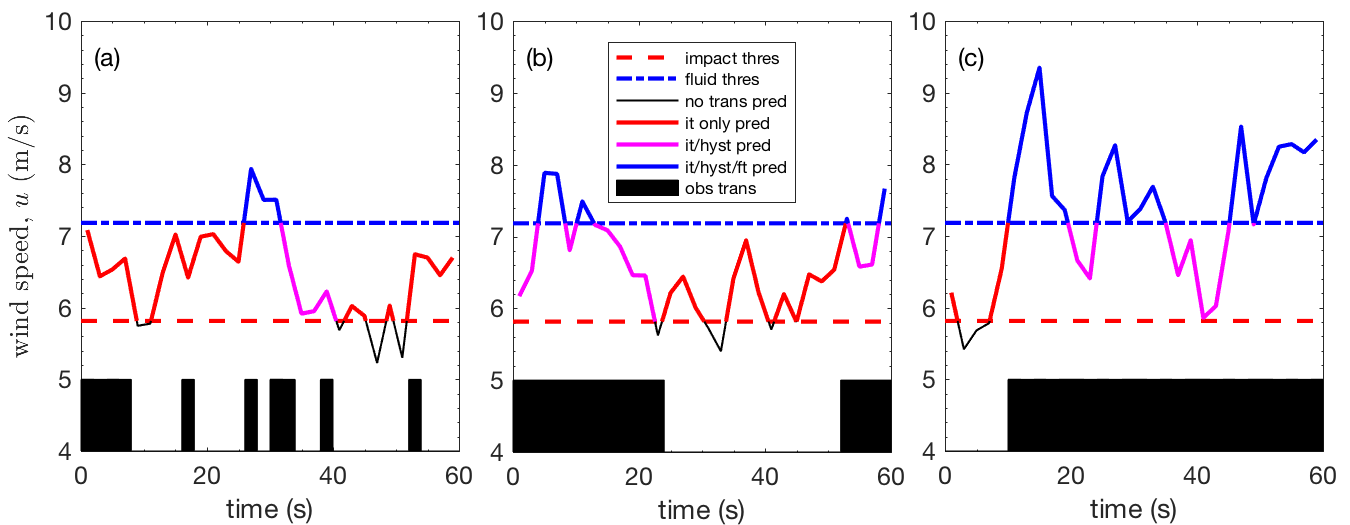 (a)
10
9
8
7
6
5
4
0
20
40
60
wind speed, u (m/s)
time (s)
(b)
impact thres
fluid thres
no trans pred
it only pred
it/hyst pred
it/hyst/ft pred
obs trans
10
9
8
7
6
5
4
0
20
40
60
time (s)
(c)
10
9
8
7
6
5
4
0
20
40
60
time (s)